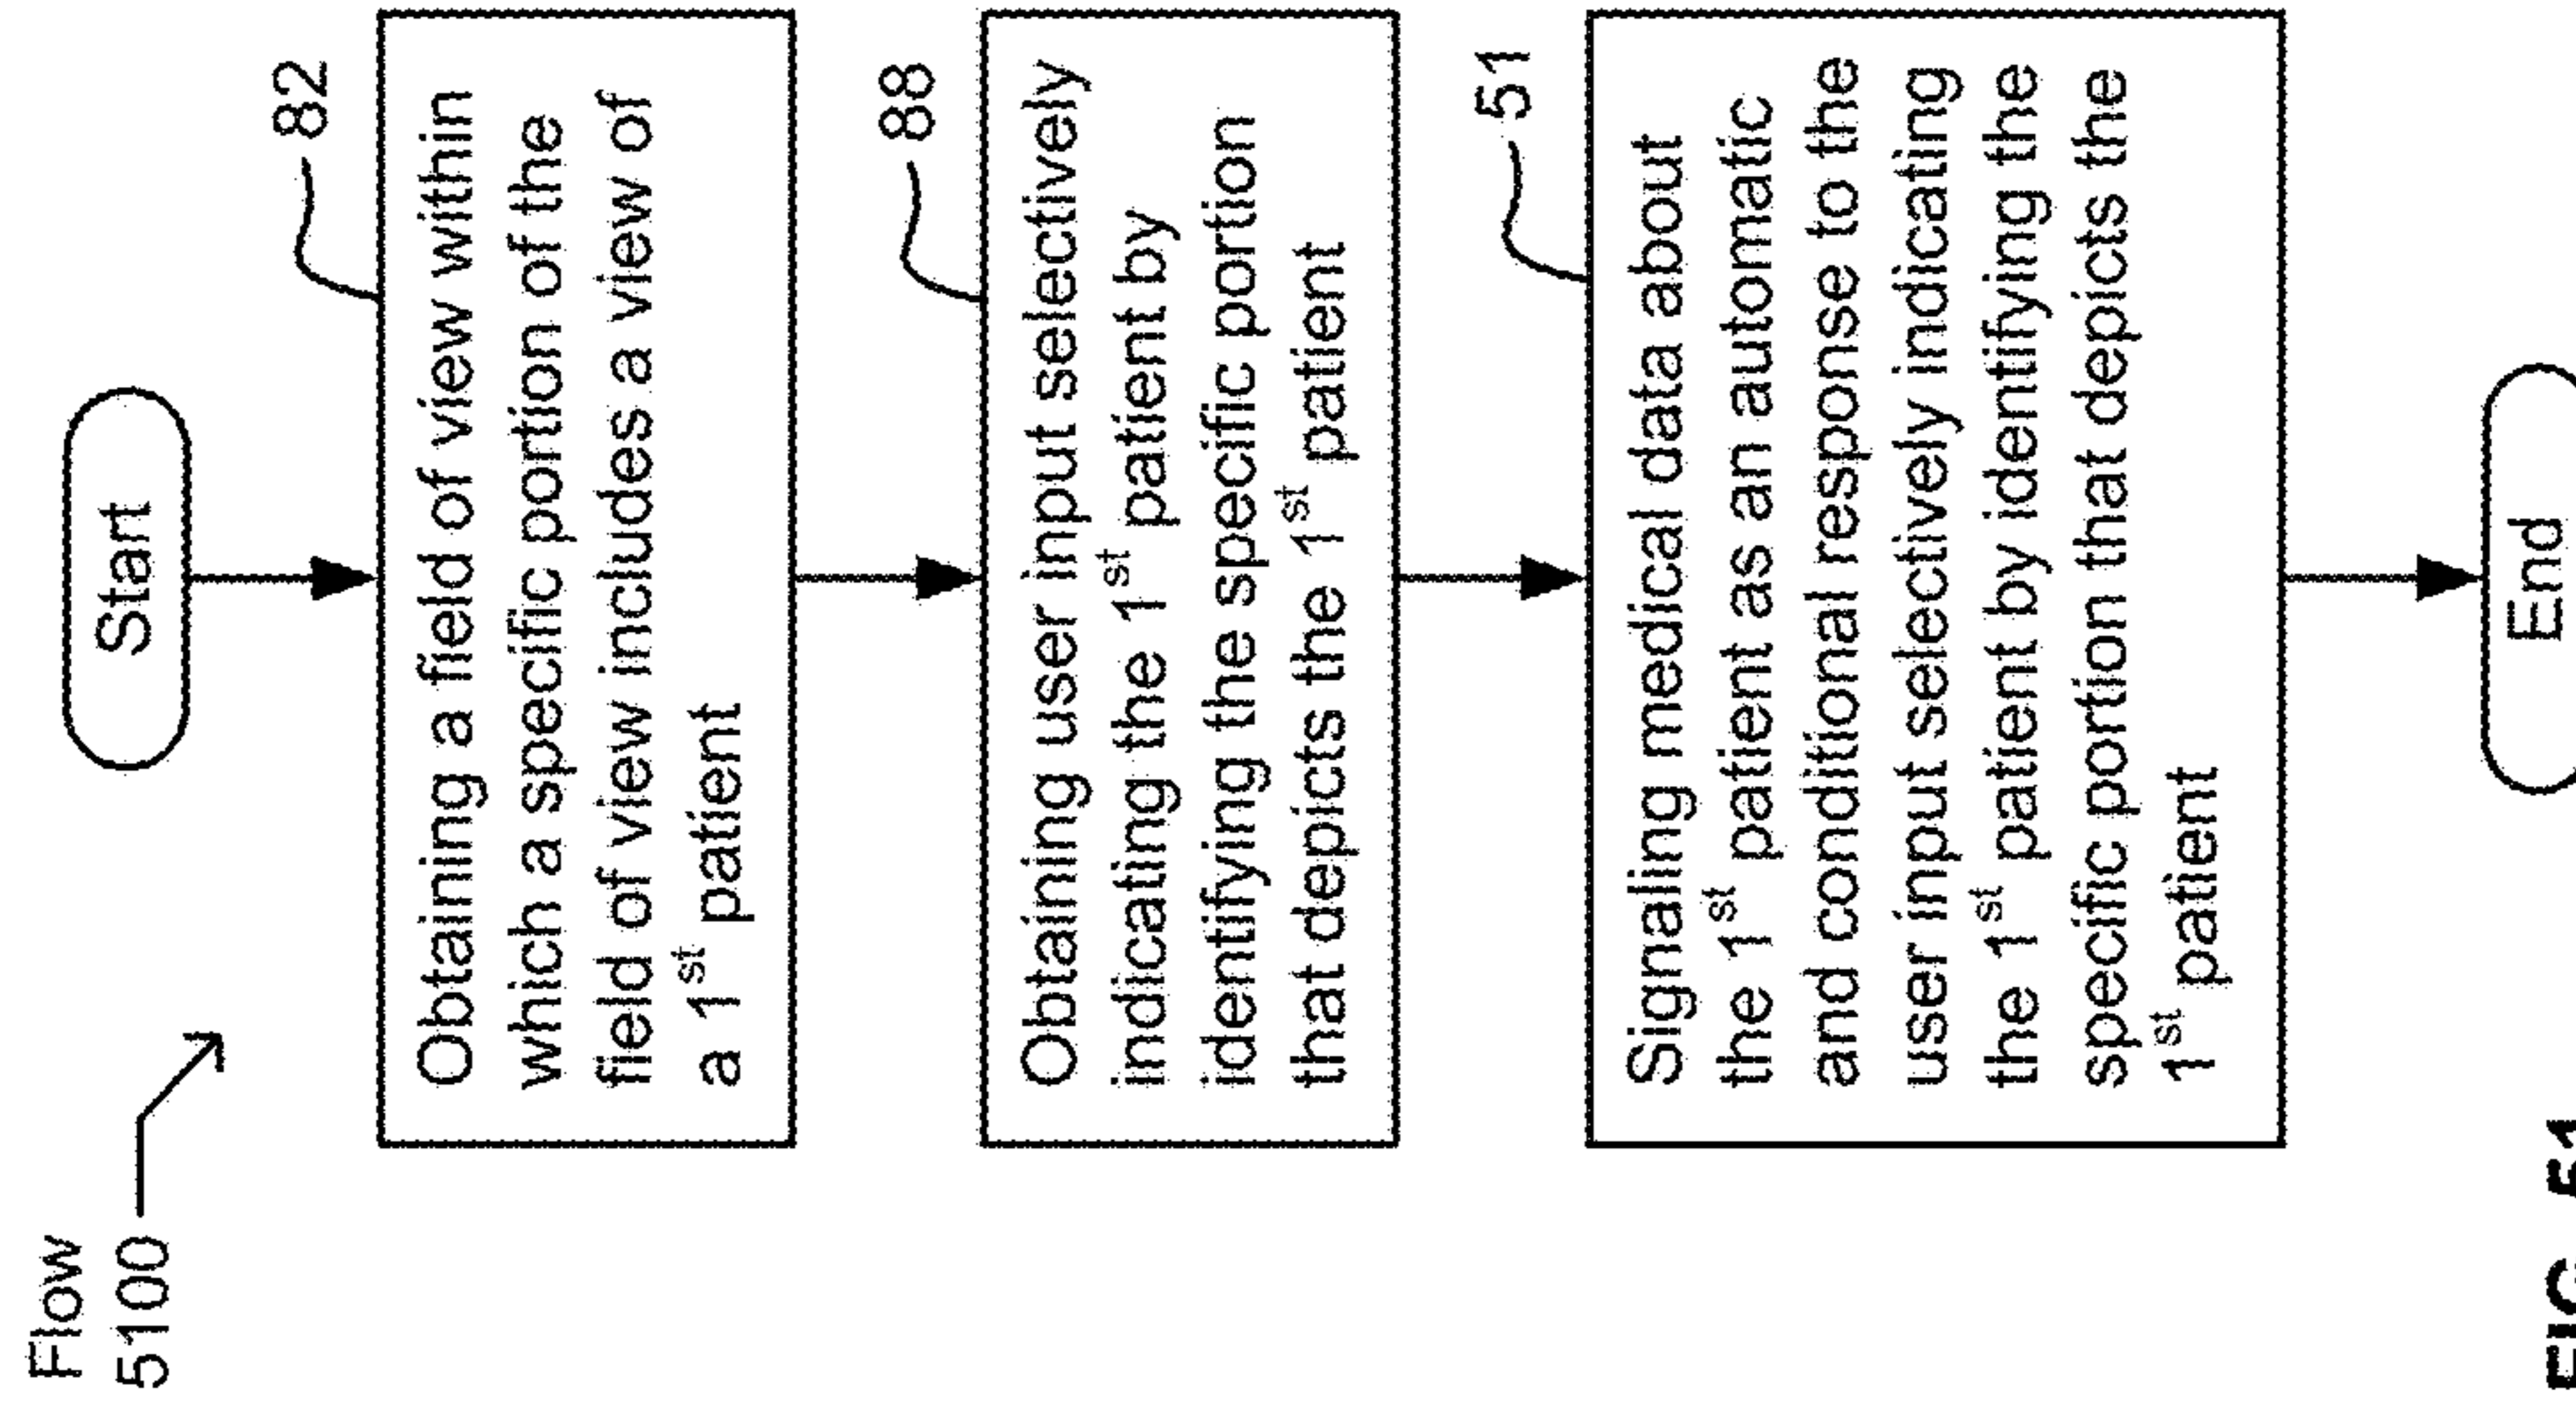 Flow
5100
Start
82
Obtaining a field of view within
which a specific portion of the
field of view includes a view of
a 1st patient
88
Obtaining user input selectively
indicating the 1st patient by
identifying the specific portion
that depicts the 1st patient
51
Signaling medical data about
the 1st patient as an automatic
and conditional response to the
user input selectively indicating
the 1st patient by identifying the
specific portion that depicts the
1st patient
End
FIG. 51